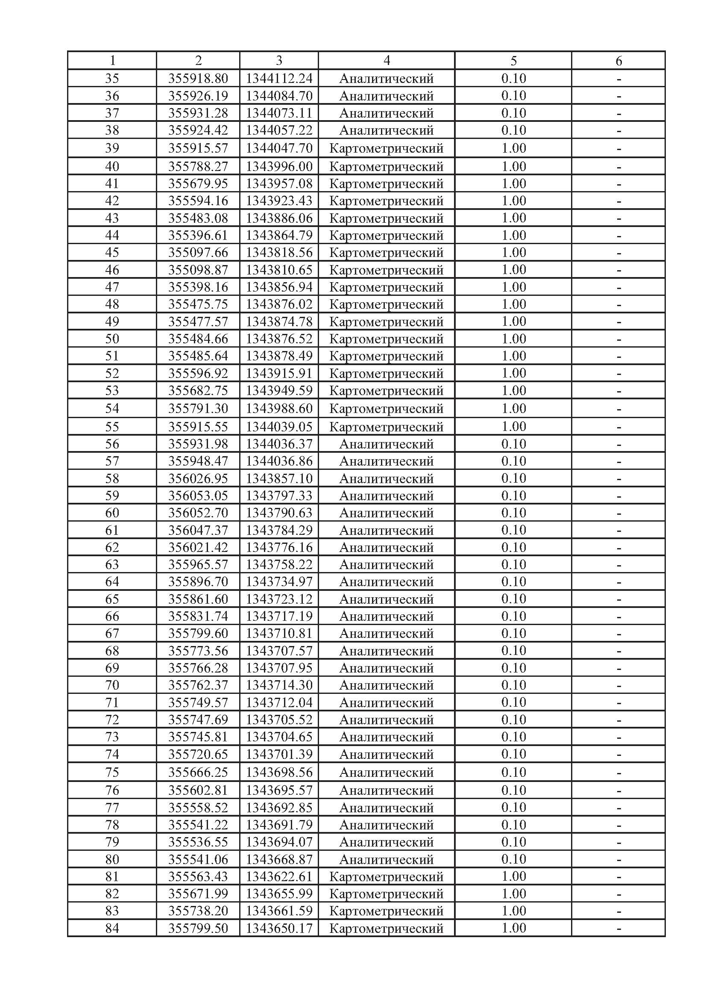 1 2 3 4 5 6
35 355918.80 1344112.24 Аналитический 0.10 -
36 355926.19 1344084.70 Аналитический 0.10 -
37 355931.28 1344073.11 Аналитический 0.10 -
38 355924.42 1344057.22 Аналитический 0.10 -
39 355915.57 1344047.70 Картометрический 1.00 -
40 355788.27 1343996.00 Картометрический 1.00 -
41 355679.95 1343957.08 Картометрический 1.00 -
42 355594.16 1343923.43 Картометрический 1.00 -
43 355483.08 1343886.06 Картометрический 1.00 -
44 355396.61 1343864.79 Картометрический 1.00 -
45 355097.66 1343818.56 Картометрический 1.00 -
46 355098.87 1343810.65 Картометрический 1.00 -
47 355398.16 1343856.94 Картометрический 1.00 -
48 355475.75 1343876.02 Картометрический 1.00 -
49 355477.57 1343874.78 Картометрический 1.00 -
50 355484.66 1343876.52 Картометрический 1.00 -
51 355485.64 1343878.49 Картометрический 1.00 -
52 355596.92 1343915.91 Картометрический 1.00 -
53 355682.75 1343949.59 Картометрический 1.00 -
54 355791.30 1343988.60 Картометрический 1.00 -
55 355915.55 1344039.05 Картометрический 1.00 -
56 355931.98 1344036.37 Аналитический 0.10 -
57 355948.47 1344036.86 Аналитический 0.10 -
58 356026.95 1343857.10 Аналитический 0.10 -
59 356053.05 1343797.33 Аналитический 0.10 -
60 356052.70 1343790.63 Аналитический 0.10 -
61 356047.37 1343784.29 Аналитический 0.10 -
62 356021.42 1343776.16 Аналитический 0.10 -
63 355965.57 1343758.22 Аналитический 0.10 -
64 355896.70 1343734.97 Аналитический 0.10 -
65 355861.60 1343723.12 Аналитический 0.10 -
66 355831.74 1343717.19 Аналитический 0.10 -
67 355799.60 1343710.81 Аналитический 0.10 -
68 355773.56 1343707.57 Аналитический 0.10 -
69 355766.28 1343707.95 Аналитический 0.10 -
70 355762.37 1343714.30 Аналитический 0.10 -
71 355749.57 1343712.04 Аналитический 0.10 -
72 355747.69 1343705.52 Аналитический 0.10 -
73 355745.81 1343704.65 Аналитический 0.10 -
74 355720.65 1343701.39 Аналитический 0.10 -
75 355666.25 1343698.56 Аналитический 0.10 -
76 355602.81 1343695.57 Аналитический 0.10 -
77 355558.52 1343692.85 Аналитический 0.10 -
78 355541.22 1343691.79 Аналитический 0.10 -
79 355536.55 1343694.07 Аналитический 0.10 -
80 355541.06 1343668.87 Аналитический 0.10 -
81 355563.43 1343622.61 Картометрический 1.00 -
82 355671.99 1343655.99 Картометрический 1.00 -
83 355738.20 1343661.59 Картометрический 1.00 -
84 355799.50 1343650.17 Картометрический 1.00 -